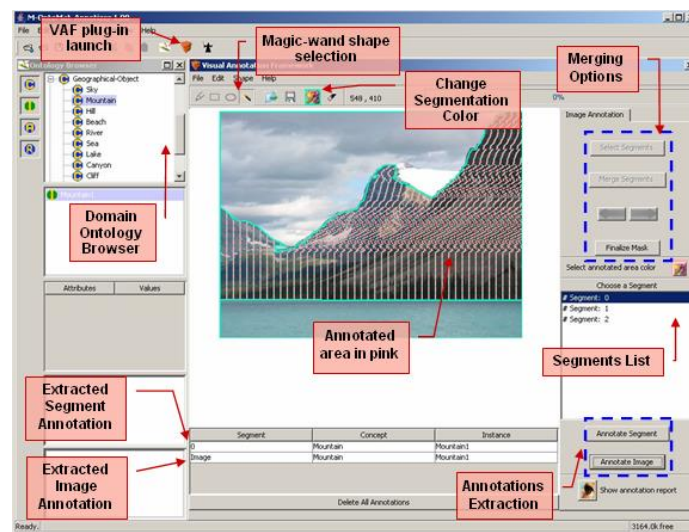 M-OntoMat-Annotizer 1.00
VAF plug-in
launch
Magic-wand shape
selection
Merging
Options
Ontology Browser
Visual Annotation Framework
File Edit Shape Help
Change
Segmentation
Color
548 , 410
0%
Geographical-Object
Sky
Mountain
Hill
Beach
River
Sea
Lake
Canyon
Cliff
Image Annotation
Select Segments
Merge Segments
Finalize Mask
Mountain1
Domain
Ontology
Browser
Select annotated area color
Choose a Segment
# Segment: 0
# Segment: 1
# Segment: 2
Attributes Values
Annotated
area in pink
Segments List
Extracted
Segment
Annotation
Segment Concept Instance
0 Mountain Mountain1
Image Mountain Mountain1
Annotate Segment
Annotate Image
Extracted
Image
Annotation
Annotations
Extraction
Show annotation report
Delete All Annotations
Ready.
3164.0k free